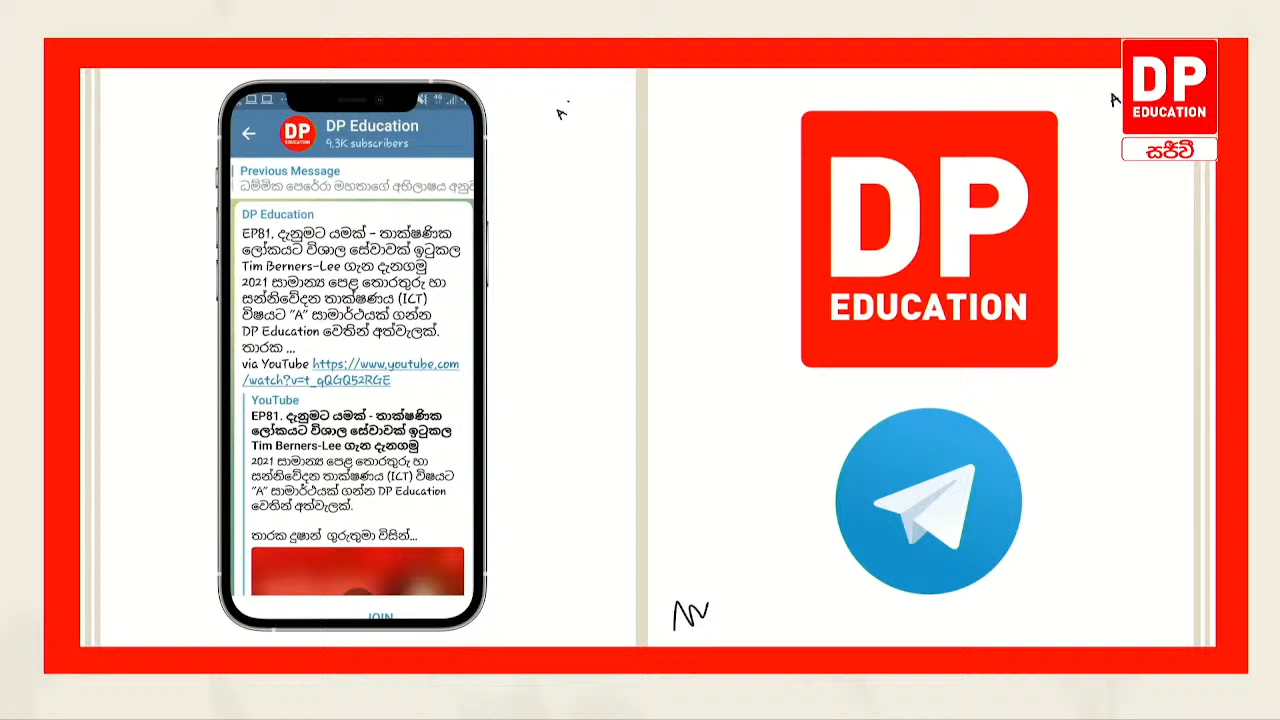 DP Education
9.3K subscribers
Previous Message
ධම්මික පෙරේරා මහතාගේ අභිලාෂය
DP Education
EP81. දැනුමට යමක් – තාක්ෂණික
ලෝකයට විශාල සේවාවක් ඉටුකල
Tim Berners-Lee ගැන දැනගමු
2021 සාමාන්‍ය පෙළ තොරතුරු හා
සන්නිවේදන තාක්ෂණය (ICT)
විෂයට "A" සාමාර්ථයක් ගන්න
DP Education වෙතින් අත්වැලක්.
තාරක ...
via YouTube https://www.youtube.com
/watch?v=t_qQGQ52RGE
YouTube
EP81. දැනුමට යමක් - තාක්ෂණික
ලෝකයට විශාල සේවාවක් ඉටුකල
Tim Berners-Lee ගැන දැනගමු
2021 සාමාන්‍ය පෙළ තොරතුරු හා
සන්නිවේදන තාක්ෂණය (ICT) විෂයට
"A" සාමාර්ථයක් ගන්න DP Education
වෙතින් අත්වැලක්.
තාරක දුෂාන් ගුරුතුමා විසින්...
JOIN
DP
EDUCATION
DP
EDUCATION
සජීවී